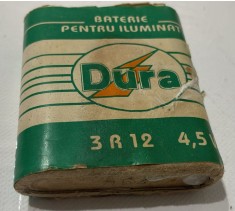 BATERIE
PENTRU ILUMINAT
Dura
3R12 4,5